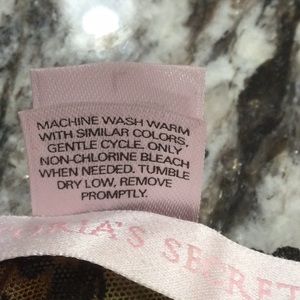 MACHINE WASH WARM
WITH SIMILAR COLORS,
GENTLE CYCLE. ONLY
NON-CHLORINE BLEACH
WHEN NEEDED. TUMBLE
DRY LOW, REMOVE
PROMPTLY.
ORIA'S SECRET